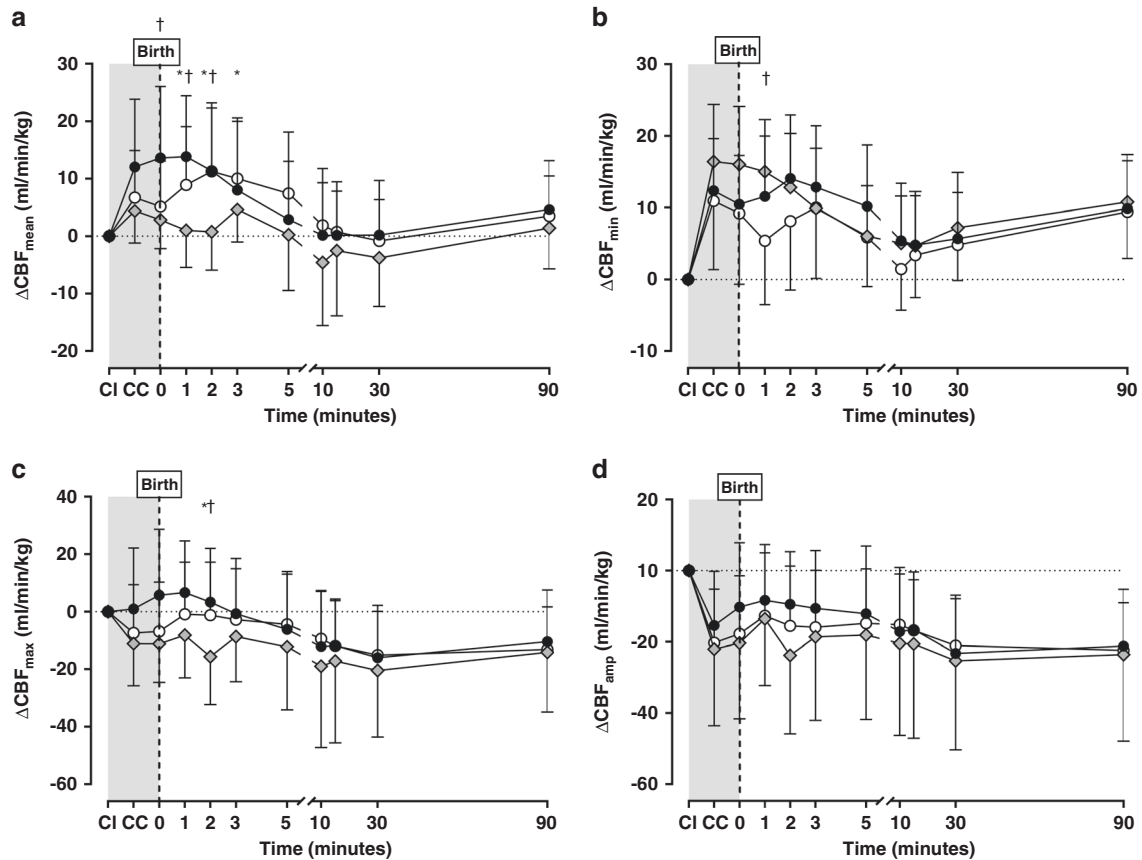 a
†
Birth
*† *† *
30
20
10
0
-10
-20
ΔCBFmean (ml/min/kg)
CI CC 0 1 2 3 5 10 30 90
Time (minutes)
b
Birth
†
30
20
10
0
-10
ΔCBFmin (ml/min/kg)
CI CC 0 1 2 3 5 10 30 90
Time (minutes)
c
Birth
*†
40
20
0
-20
-40
-60
ΔCBFmax (ml/min/kg)
CI CC 0 1 2 3 5 10 30 90
Time (minutes)
d
Birth
20
10
-20
-40
-60
ΔCBFamp (ml/min/kg)
CI CC 0 1 2 3 5 10 30 90
Time (minutes)